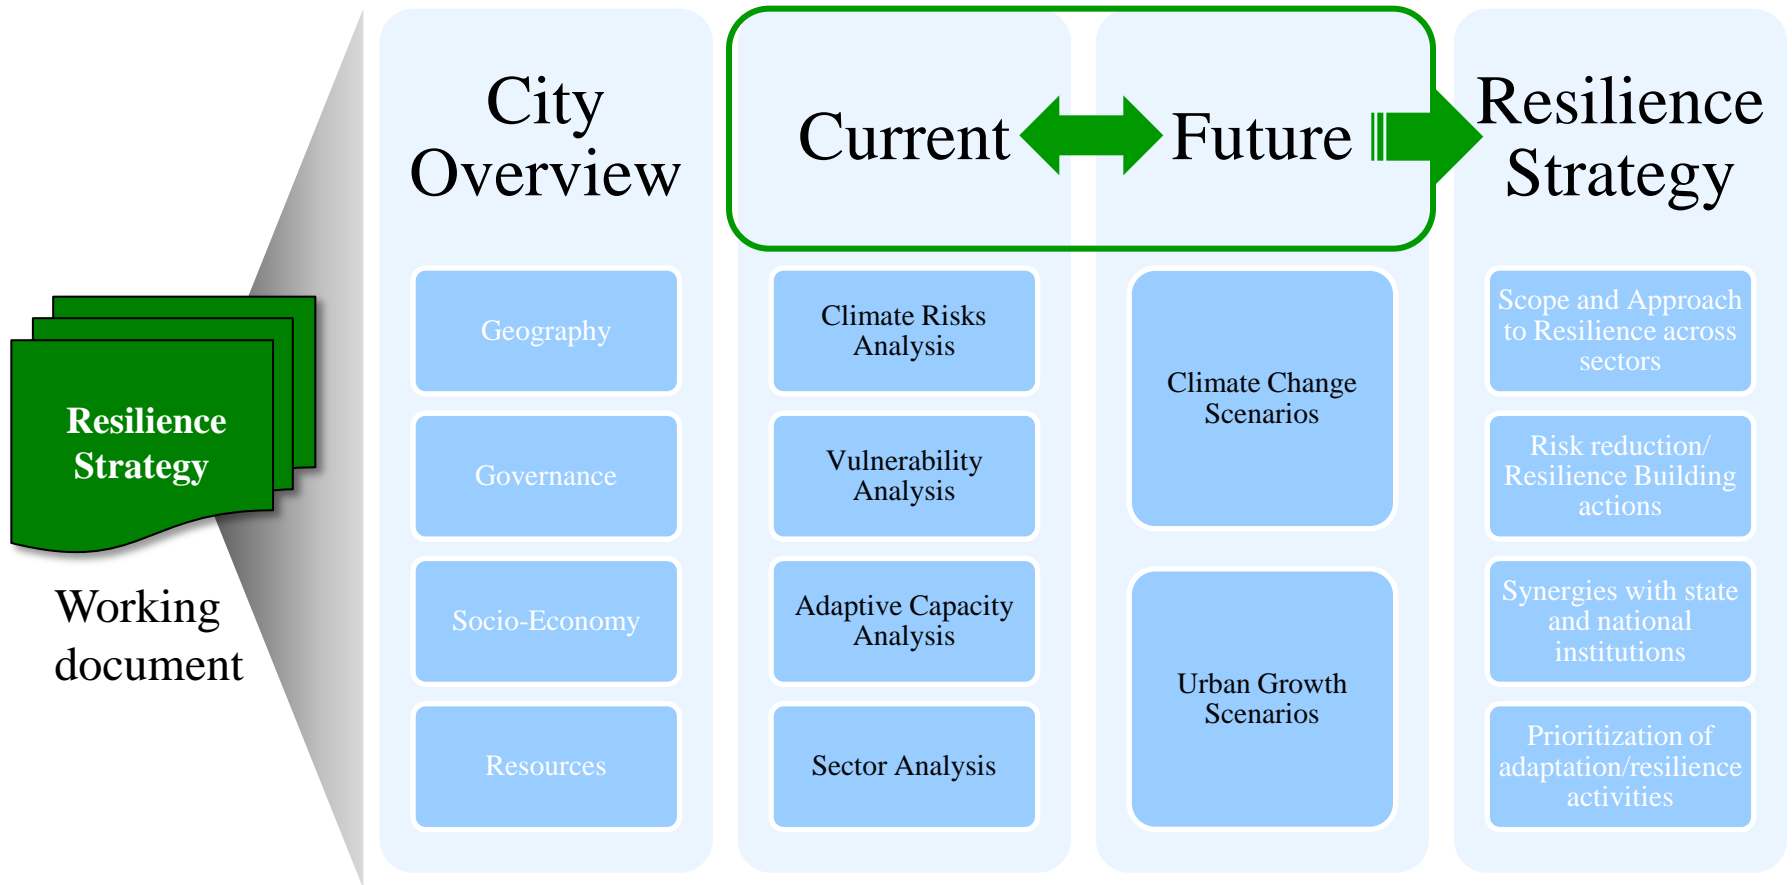 Resilience
Strategy
Working
document
City
Overview
Geography
Governance
Socio-Economy
Resources
Current
Climate Risks
Analysis
Vulnerability
Analysis
Adaptive Capacity
Analysis
Sector Analysis
Future
Climate Change
Scenarios
Urban Growth
Scenarios
Resilience
Strategy
Scope and Approach
to Resilience across
sectors
Risk reduction/
Resilience Building
actions
Synergies with state
and national
institutions
Prioritization of
adaptation/resilience
activities